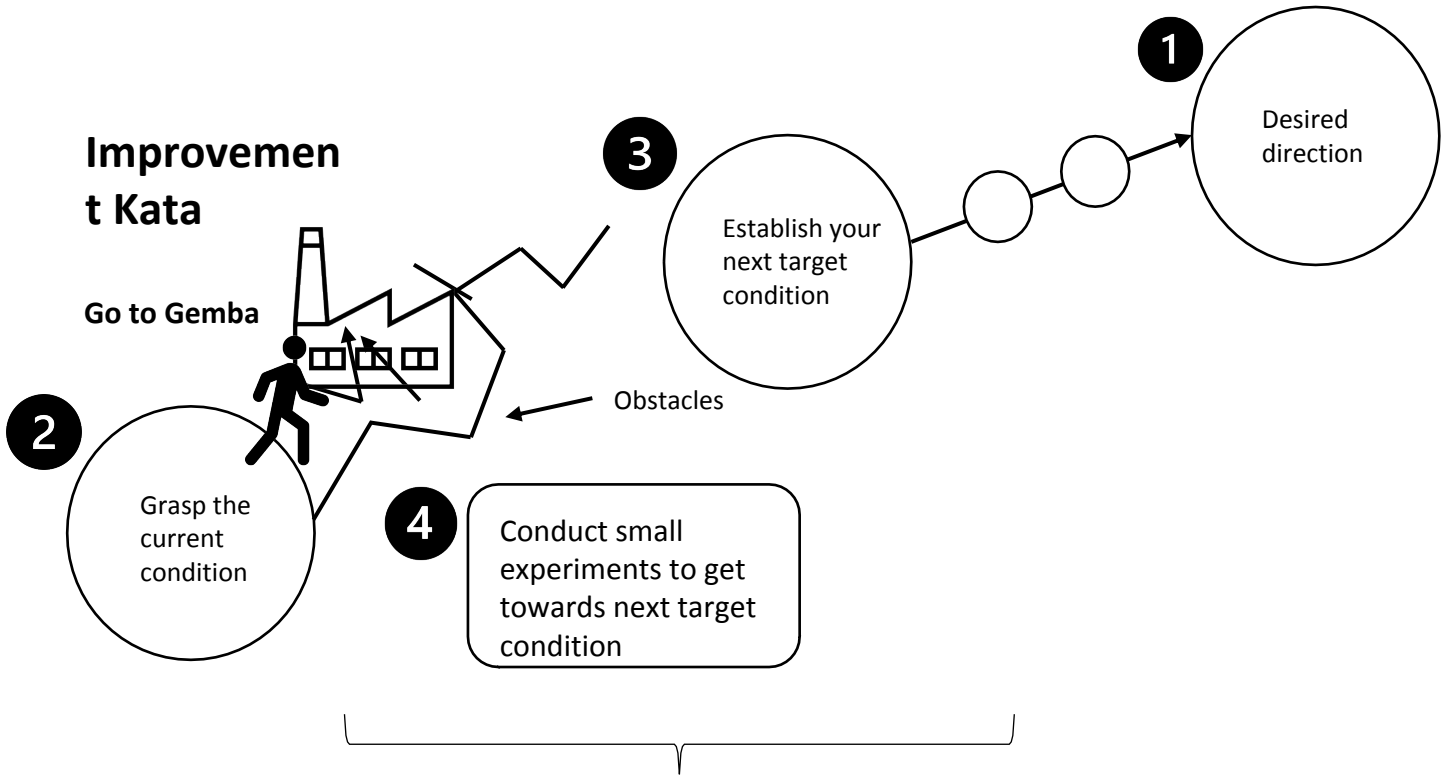 Improvemen
t Kata
Go to Gemba
1
Desired
direction
3
Establish your
next target
condition
Obstacles
2
Grasp the
current
condition
4
Conduct small
experiments to get
towards next target
condition